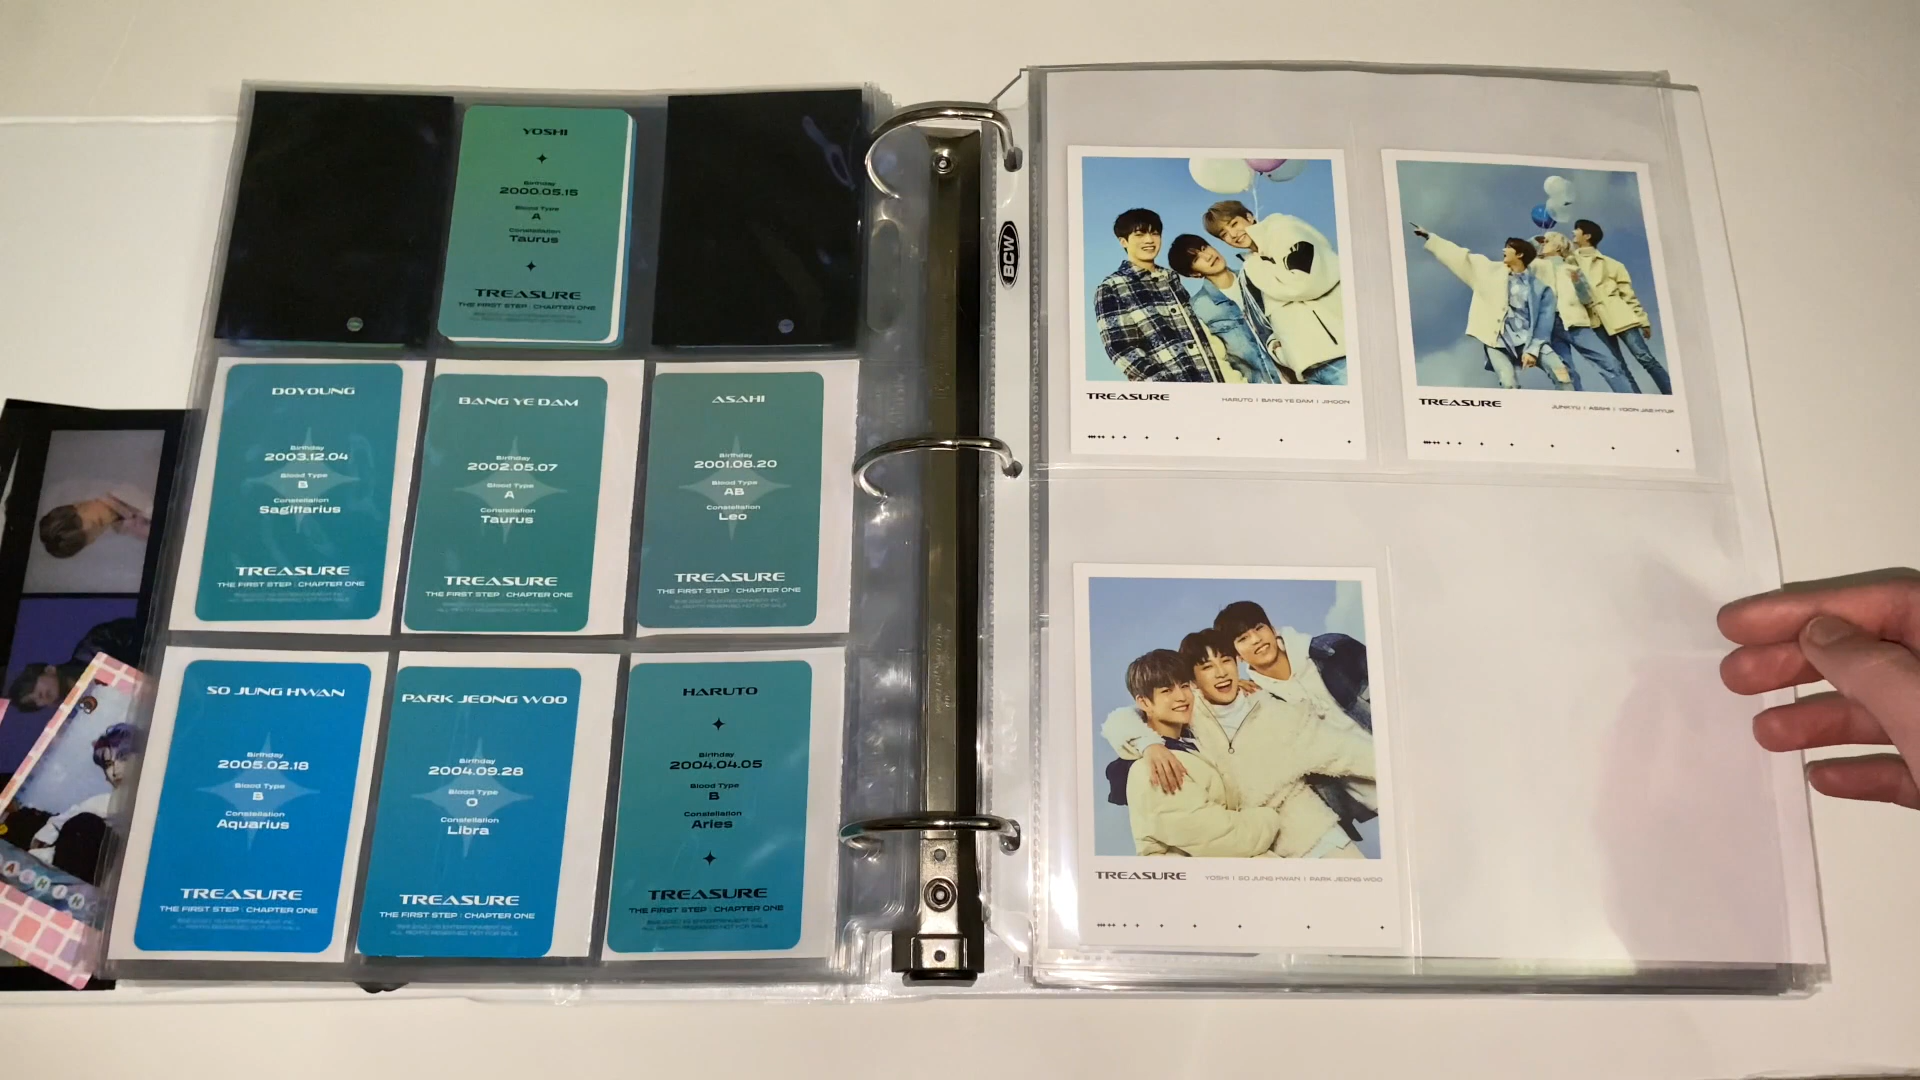 YOSHI
Birthday
2000.05.15
Blood Type
A
Constellation
Taurus
TREASURE
THE FIRST STEP : CHAPTER ONE
DOYOUNG
Birthday
2003.12.04
Blood Type
B
Constellation
Sagittarius
TREASURE
THE FIRST STEP : CHAPTER ONE
BANG YE DAM
Birthday
2002.05.07
Blood Type
A
Constellation
Taurus
TREASURE
THE FIRST STEP : CHAPTER ONE
ASAHI
Birthday
2001.08.20
Blood Type
AB
Constellation
Leo
TREASURE
THE FIRST STEP : CHAPTER ONE
SO JUNG HWAN
Birthday
2005.02.18
Blood Type
B
Constellation
Aquarius
TREASURE
THE FIRST STEP : CHAPTER ONE
PARK JEONG WOO
Birthday
2004.09.28
Blood Type
O
Constellation
Libra
TREASURE
THE FIRST STEP : CHAPTER ONE
HARUTO
Birthday
2004.04.05
Blood Type
B
Constellation
Aries
TREASURE
THE FIRST STEP : CHAPTER ONE
BCW
TREASURE HARUTO | BANG YE DAM | JIHOON
TREASURE JUNKYU | ASAHI | YOON JAE HYUK
TREASURE YOSHI | SO JUNG HWAN | PARK JEONG WOO